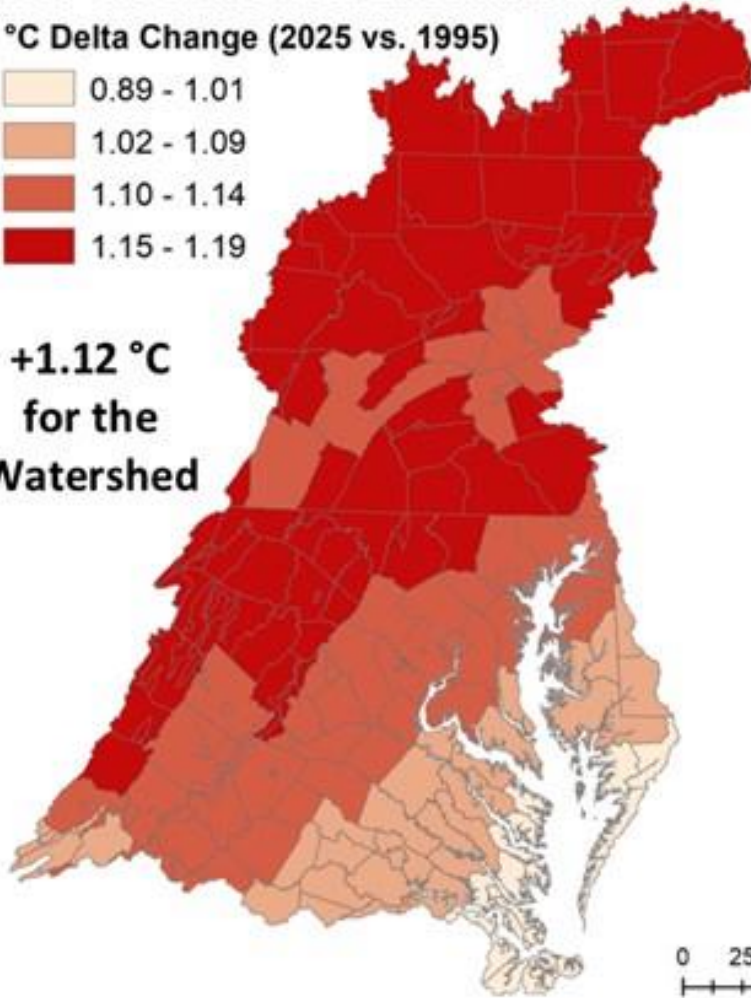 °C Delta Change (2025 vs. 1995)
0.89 - 1.01
1.02 - 1.09
1.10 - 1.14
1.15 - 1.19
+1.12 °C
for the
Watershed
0 25